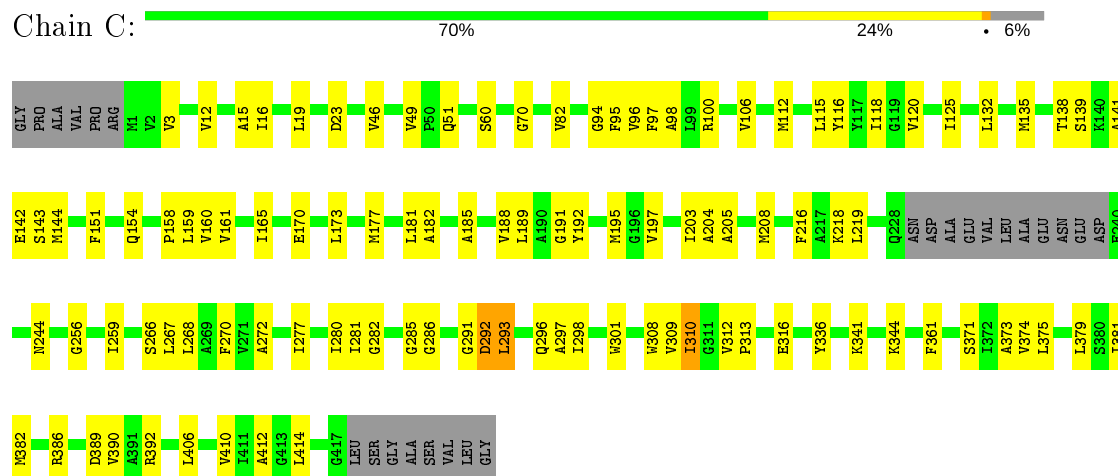 Chain C:
70% 24% • 6%
GLY PRO ALA VAL PRO ARG M1 V2 V3 V12 A15 I16 L19 D23 V46 V49 P50 Q51 S60 G70 V82 G94 F95 V96 F97 A98 L99 R100 V106 M112 L115 Y116 Y117 I118 G119 V120 I125 L132 M135 T138 S139 K140 A141
E142 S143 M144 F151 Q154 P158 L159 V160 V161 I165 E170 L173 M177 L181 A182 A185 V188 L189 A190 G191 Y192 M195 G196 V197 I203 A204 A205 M208 F216 A217 K218 L219 Q228 ASN ASP ALA GLU VAL LEU ALA GLU ASN GLU ASP E240
N244 G256 I259 S266 L267 L268 A269 F270 V271 A272 I277 I280 I281 G282 G285 G286 G291 D292 L293 Q296 A297 I298 W301 W308 V309 I310 G311 V312 P313 E316 Y336 K341 K344 F361 S371 I372 A373 V374 L375 L379 S380 I381
M382 R386 D389 V390 A391 R392 L406 V410 I411 A412 G413 L414 G417 LEU SER GLY ALA SER VAL LEU GLY